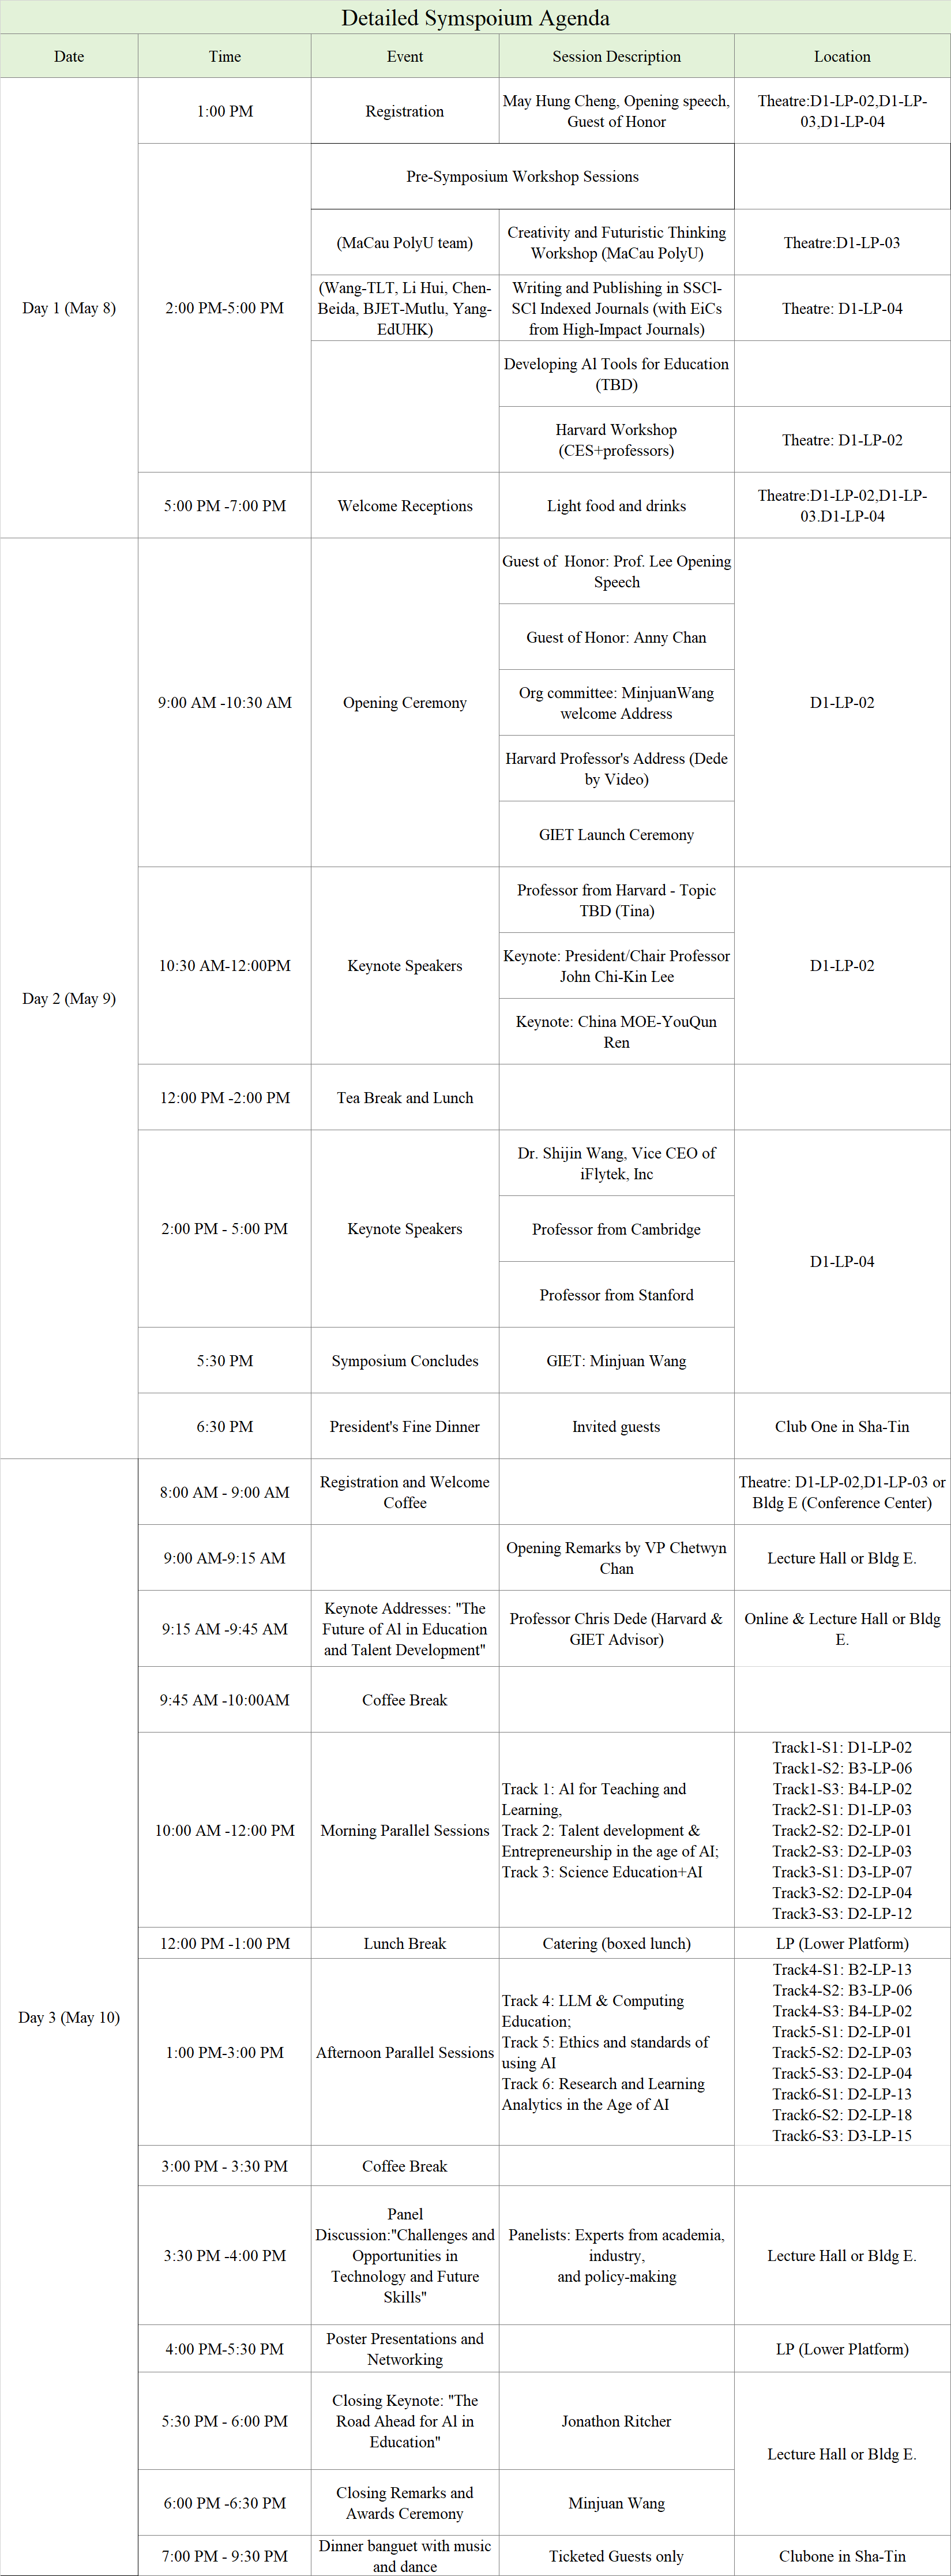 Detailed Symspoium Agenda
Date Time Event Session Description Location
Day 1 (May 8)
1:00 PM
Registration
May Hung Cheng, Opening speech,
Guest of Honor
Theatre:D1-LP-02,D1-LP-
03,D1-LP-04
2:00 PM-5:00 PM
Pre-Symposium Workshop Sessions
(MaCau PolyU team)
Creativity and Futuristic Thinking
Workshop (MaCau PolyU)
Theatre:D1-LP-03
(Wang-TLT, Li Hui, Chen-
Beida, BJET-Mutlu, Yang-
EdUHK)
Writing and Publishing in SSCl-
SCl Indexed Journals (with EiCs
from High-Impact Journals)
Theatre: D1-LP-04
Developing Al Tools for Education
(TBD)
Harvard Workshop
(CES+professors)
Theatre: D1-LP-02
5:00 PM -7:00 PM
Welcome Receptions
Light food and drinks
Theatre:D1-LP-02,D1-LP-
03.D1-LP-04
Day 2 (May 9)
9:00 AM -10:30 AM
Opening Ceremony
Guest of  Honor: Prof. Lee Opening
Speech
Guest of Honor: Anny Chan
Org committee: MinjuanWang
welcome Address
Harvard Professor's Address (Dede
by Video)
GIET Launch Ceremony
D1-LP-02
10:30 AM-12:00PM
Keynote Speakers
Professor from Harvard - Topic
TBD (Tina)
Keynote: President/Chair Professor
John Chi-Kin Lee
Keynote: China MOE-YouQun
Ren
D1-LP-02
12:00 PM -2:00 PM
Tea Break and Lunch
2:00 PM - 5:00 PM
Keynote Speakers
Dr. Shijin Wang, Vice CEO of
iFlytek, Inc
Professor from Cambridge
Professor from Stanford
D1-LP-04
5:30 PM
Symposium Concludes
GIET: Minjuan Wang
6:30 PM
President's Fine Dinner
Invited guests
Club One in Sha-Tin
Day 3 (May 10)
8:00 AM - 9:00 AM
Registration and Welcome
Coffee
Theatre: D1-LP-02,D1-LP-03 or
Bldg E (Conference Center)
9:00 AM-9:15 AM
Opening Remarks by VP Chetwyn
Chan
Lecture Hall or Bldg E.
9:15 AM -9:45 AM
Keynote Addresses: "The
Future of Al in Education
and Talent Development"
Professor Chris Dede (Harvard &
GIET Advisor)
Online & Lecture Hall or Bldg
E.
9:45 AM -10:00AM
Coffee Break
10:00 AM -12:00 PM
Morning Parallel Sessions
Track 1: Al for Teaching and
Learning,
Track 2: Talent development &
Entrepreneurship in the age of AI;
Track 3: Science Education+AI
Track1-S1: D1-LP-02
Track1-S2: B3-LP-06
Track1-S3: B4-LP-02
Track2-S1: D1-LP-03
Track2-S2: D2-LP-01
Track2-S3: D2-LP-03
Track3-S1: D3-LP-07
Track3-S2: D2-LP-04
Track3-S3: D2-LP-12
12:00 PM -1:00 PM
Lunch Break
Catering (boxed lunch)
LP (Lower Platform)
1:00 PM-3:00 PM
Afternoon Parallel Sessions
Track 4: LLM & Computing
Education;
Track 5: Ethics and standards of
using AI
Track 6: Research and Learning
Analytics in the Age of AI
Track4-S1: B2-LP-13
Track4-S2: B3-LP-06
Track4-S3: B4-LP-02
Track5-S1: D2-LP-01
Track5-S2: D2-LP-03
Track5-S3: D2-LP-04
Track6-S1: D2-LP-13
Track6-S2: D2-LP-18
Track6-S3: D3-LP-15
3:00 PM - 3:30 PM
Coffee Break
3:30 PM -4:00 PM
Panel
Discussion:"Challenges and
Opportunities in
Technology and Future
Skills"
Panelists: Experts from academia,
industry,
and policy-making
Lecture Hall or Bldg E.
4:00 PM-5:30 PM
Poster Presentations and
Networking
LP (Lower Platform)
5:30 PM - 6:00 PM
Closing Keynote: "The
Road Ahead for Al in
Education"
Jonathon Ritcher
Lecture Hall or Bldg E.
6:00 PM -6:30 PM
Closing Remarks and
Awards Ceremony
Minjuan Wang
7:00 PM - 9:30 PM
Dinner banguet with music
and dance
Ticketed Guests only
Clubone in Sha-Tin